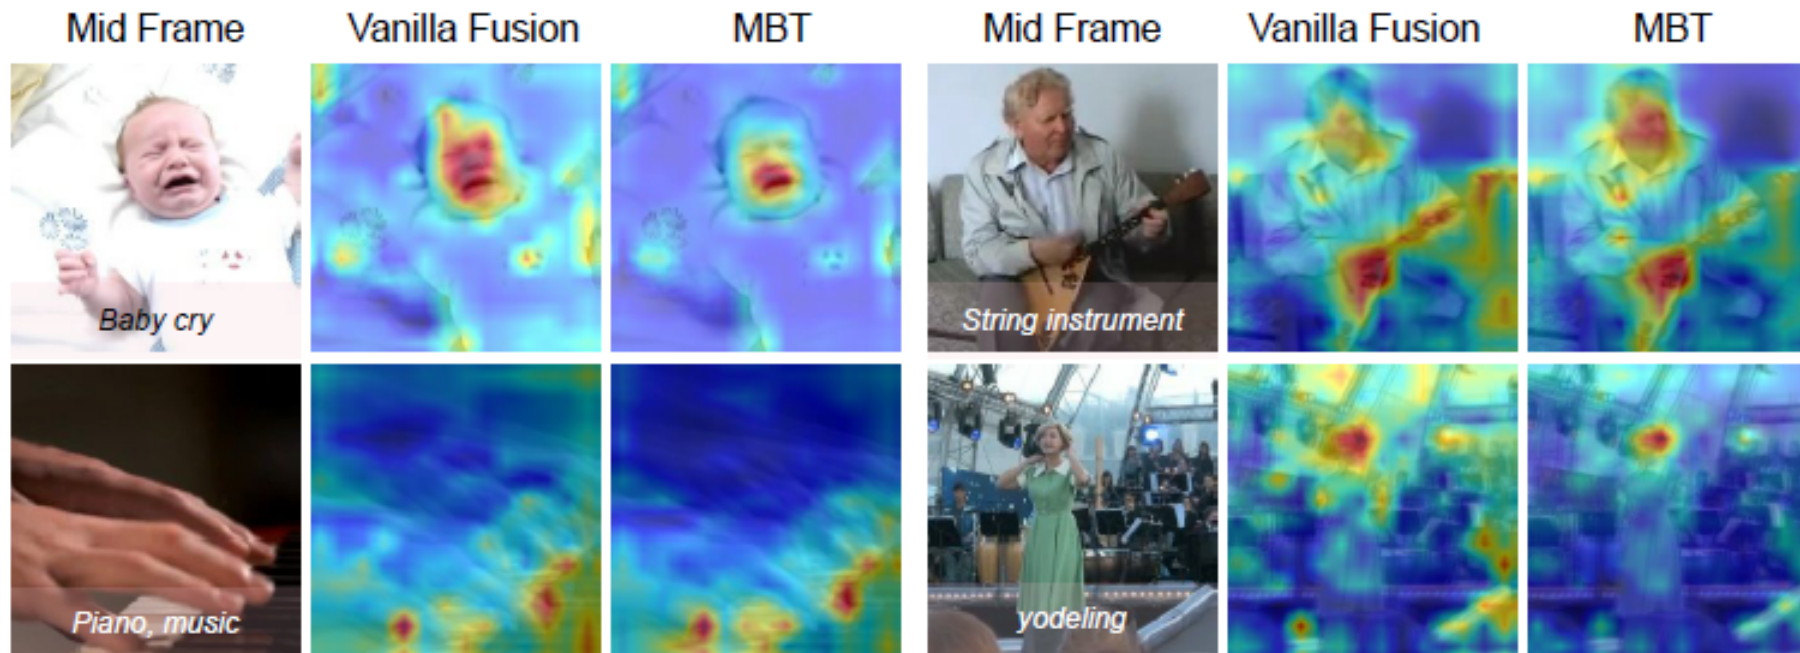 Mid Frame Vanilla Fusion MBT Mid Frame Vanilla Fusion MBT
Baby cry
String instrument
Piano, music
yodeling